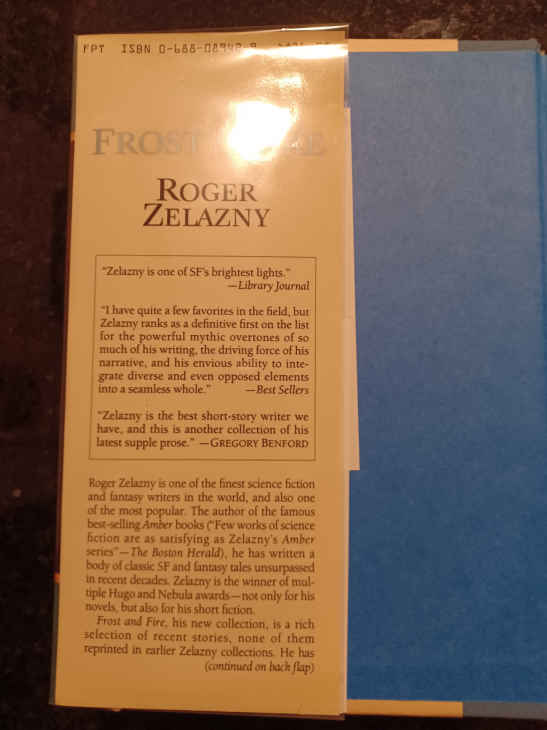 FPT ISBN 0-688-08942-9
FROST
ROGER
ZELAZNY
“Zelazny is one of SF's brightest lights.”
—Library Journal
“I have quite a few favorites in the field, but
Zelazny ranks as a definitive first on the list
for the powerful mythic overtones of so
much of his writing, the driving force of his
narrative, and his envious ability to inte-
grate diverse and even opposed elements
into a seamless whole.” —Best Sellers
“Zelazny is the best short-story writer we
have, and this is another collection of his
latest supple prose.” —GREGORY BENFORD
Roger Zelazny is one of the finest science fiction
and fantasy writers in the world, and also one
of the most popular. The author of the famous
best-selling Amber books (“Few works of science
fiction are as satisfying as Zelazny's Amber
series”—The Boston Herald), he has written a
body of classic SF and fantasy tales unsurpassed
in recent decades. Zelazny is the winner of mul-
tiple Hugo and Nebula awards—not only for his
novels, but also for his short fiction.
Frost and Fire, his new collection, is a rich
selection of recent stories, none of them
reprinted in earlier Zelazny collections. He has
(continued on back flap)